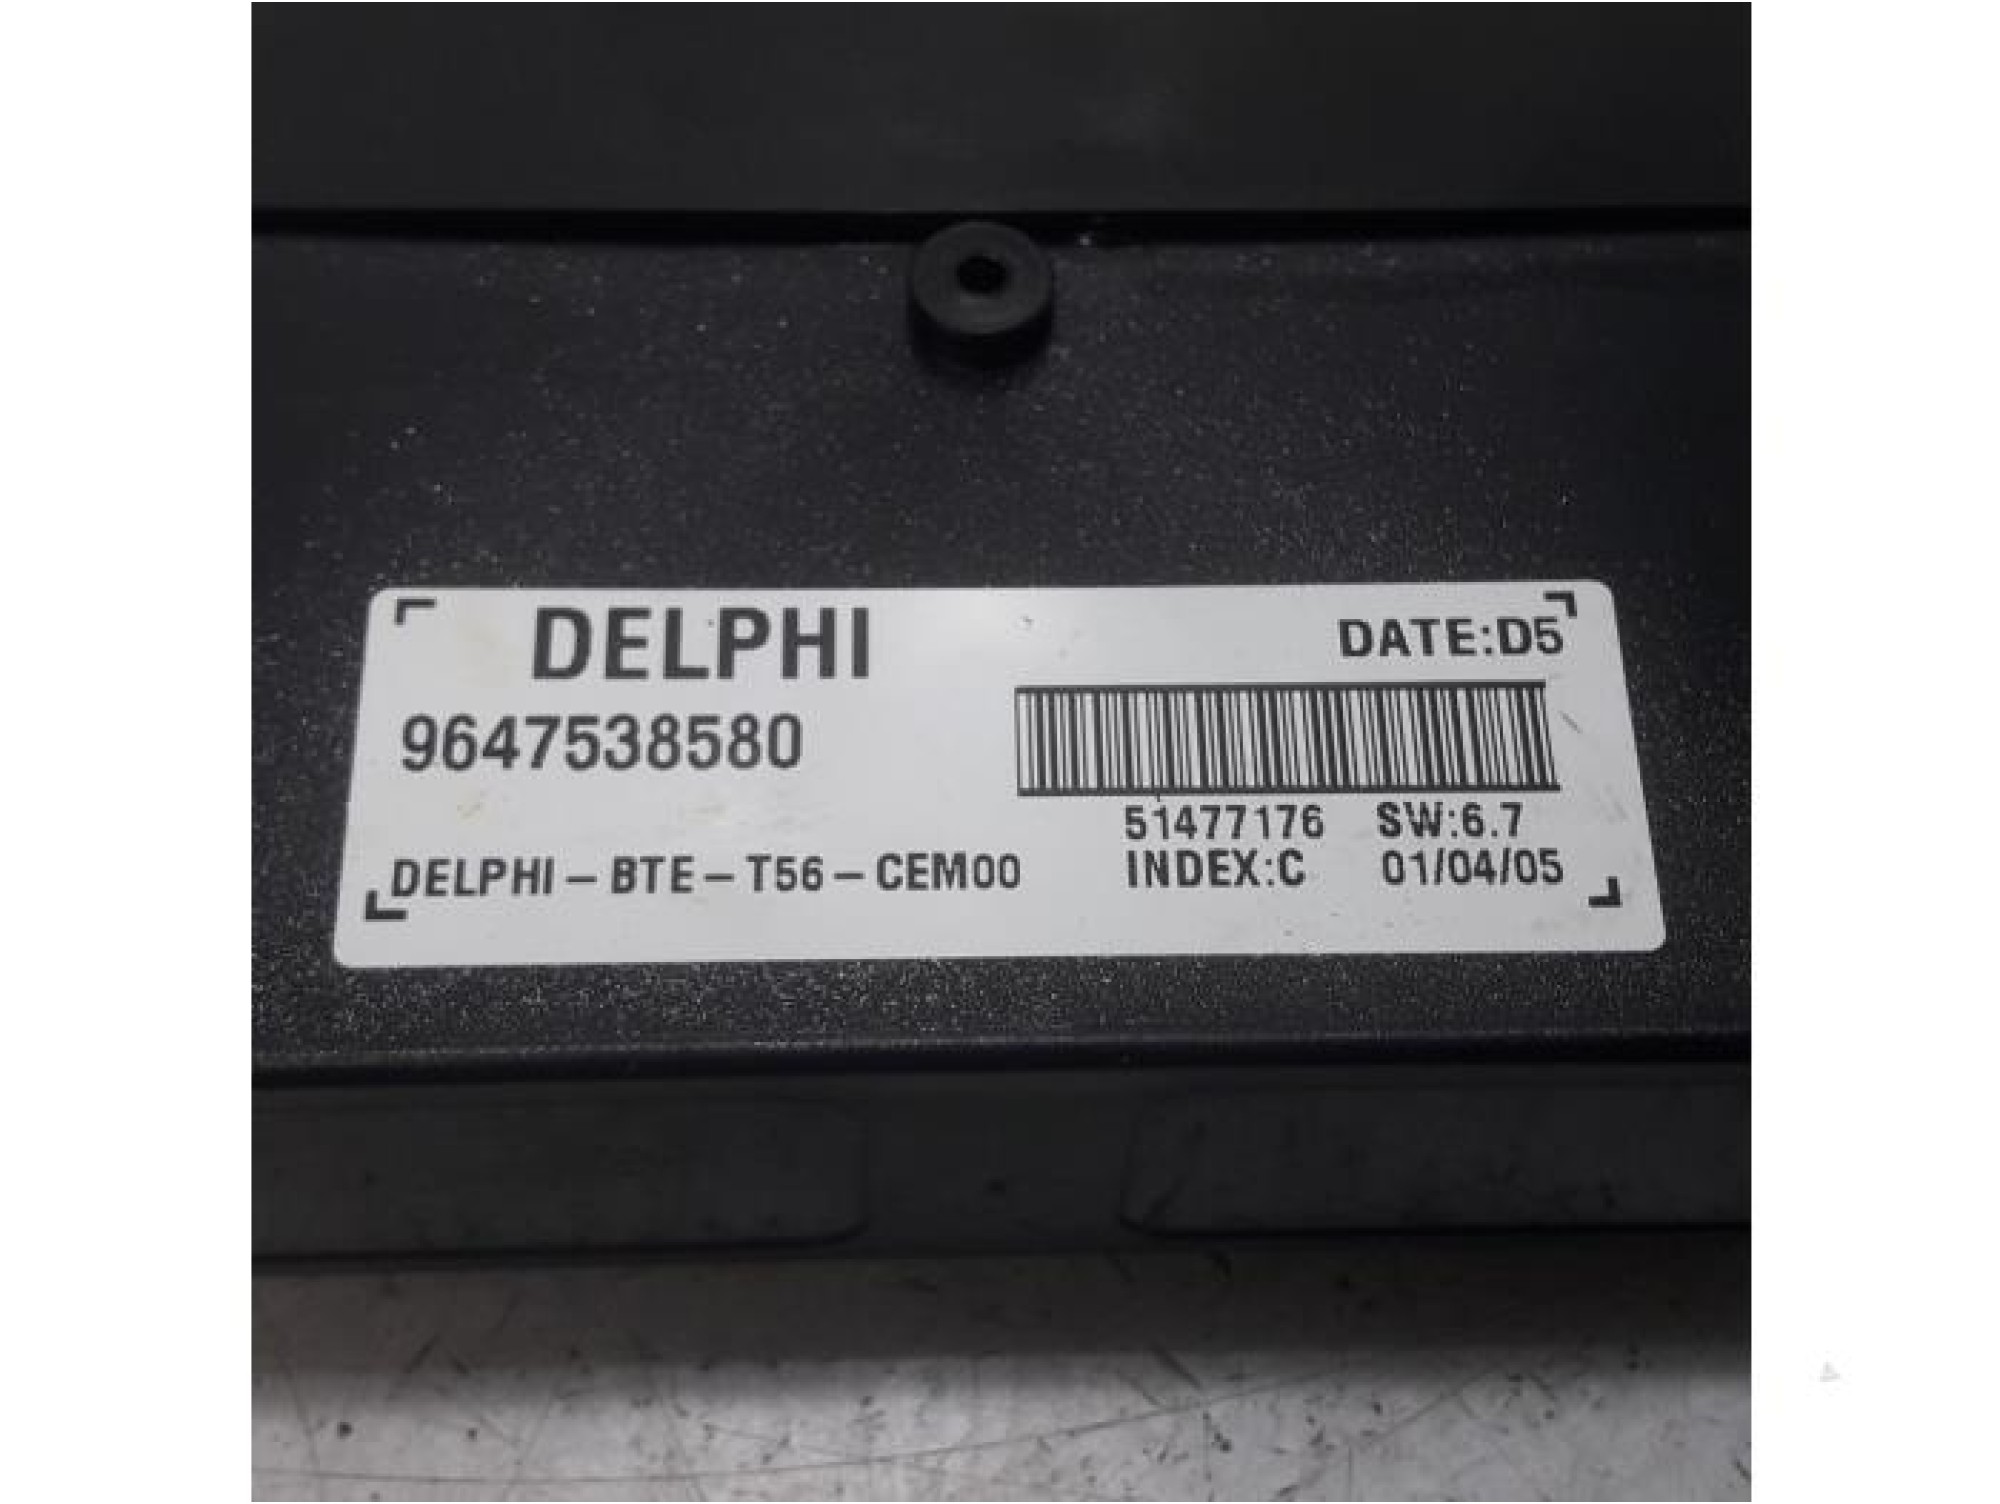 DELPHI
DATE:D5
9647538580
51477176 SW:6.7
DELPHI-BTE-T56-CEM00
INDEX:C 01/04/05